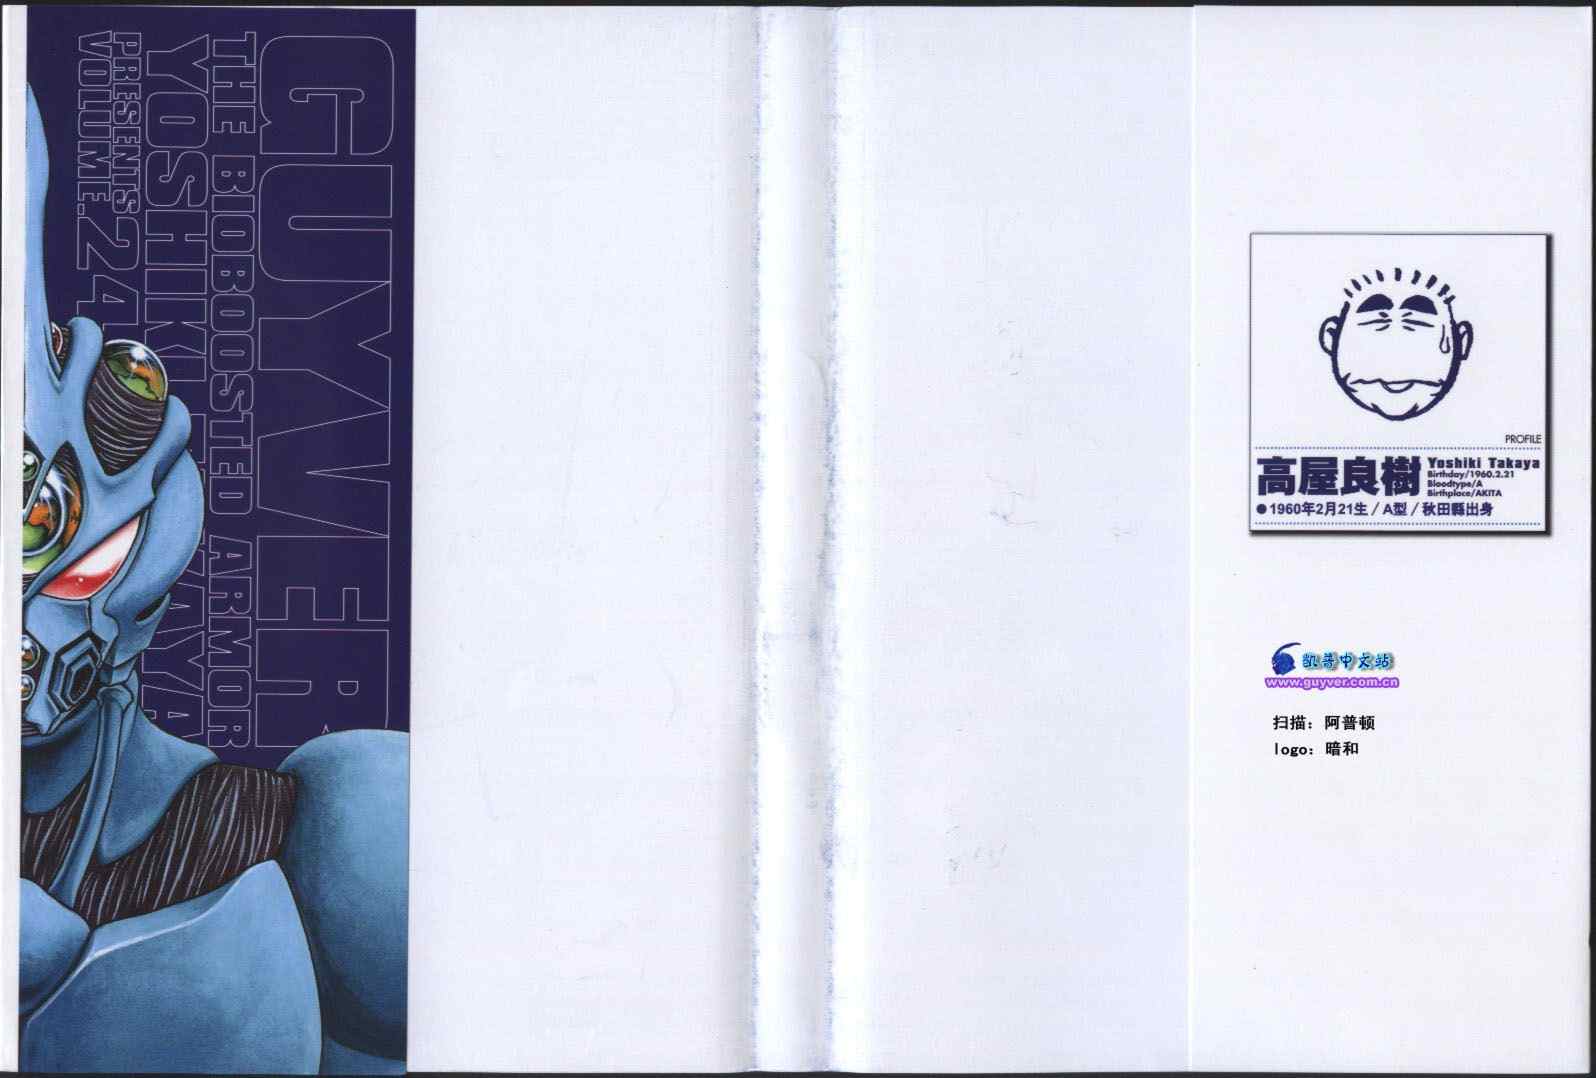 GUYVER
THE BIOBOOSTED ARMOR
YOSHIKI TAKAYA
PRESENTS
VOLUME.24
PROFILE
高屋良樹
Yoshiki Takaya
Birthday/1960.2.21
Bloodtype/A
Birthplace/AKITA
●1960年2月21生/A型/秋田縣出身
凯普中文站
www.guyver.com.cn
扫描：阿普顿
logo：暗和